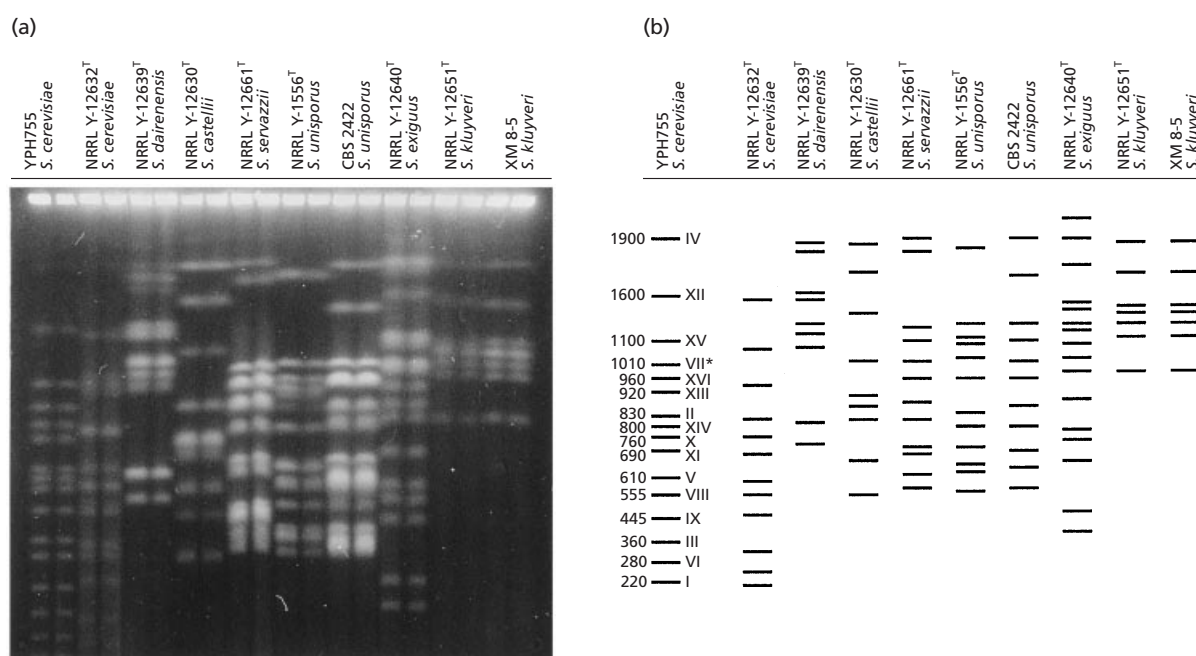 (a)
YPH755
S. cerevisiae
NRRL Y-12632ᵀ
S. cerevisiae
NRRL Y-12639ᵀ
S. dairenensis
NRRL Y-12630ᵀ
S. castellii
NRRL Y-12661ᵀ
S. servazzii
NRRL Y-1556ᵀ
S. unisporus
CBS 2422
S. unisporus
NRRL Y-12640ᵀ
S. exiguus
NRRL Y-12651ᵀ
S. kluyveri
XM 8-5
S. kluyveri
(b)
YPH755
S. cerevisiae
NRRL Y-12632ᵀ
S. cerevisiae
NRRL Y-12639ᵀ
S. dairenensis
NRRL Y-12630ᵀ
S. castellii
NRRL Y-12661ᵀ
S. servazzii
NRRL Y-1556ᵀ
S. unisporus
CBS 2422
S. unisporus
NRRL Y-12640ᵀ
S. exiguus
NRRL Y-12651ᵀ
S. kluyveri
XM 8-5
S. kluyveri
1900 IV
1600 XII
1100 XV
1010 VII*
960 XVI
920 XIII
830 II
800 XIV
760 X
690 XI
610 V
555 VIII
445 IX
360 III
280 VI
220 I